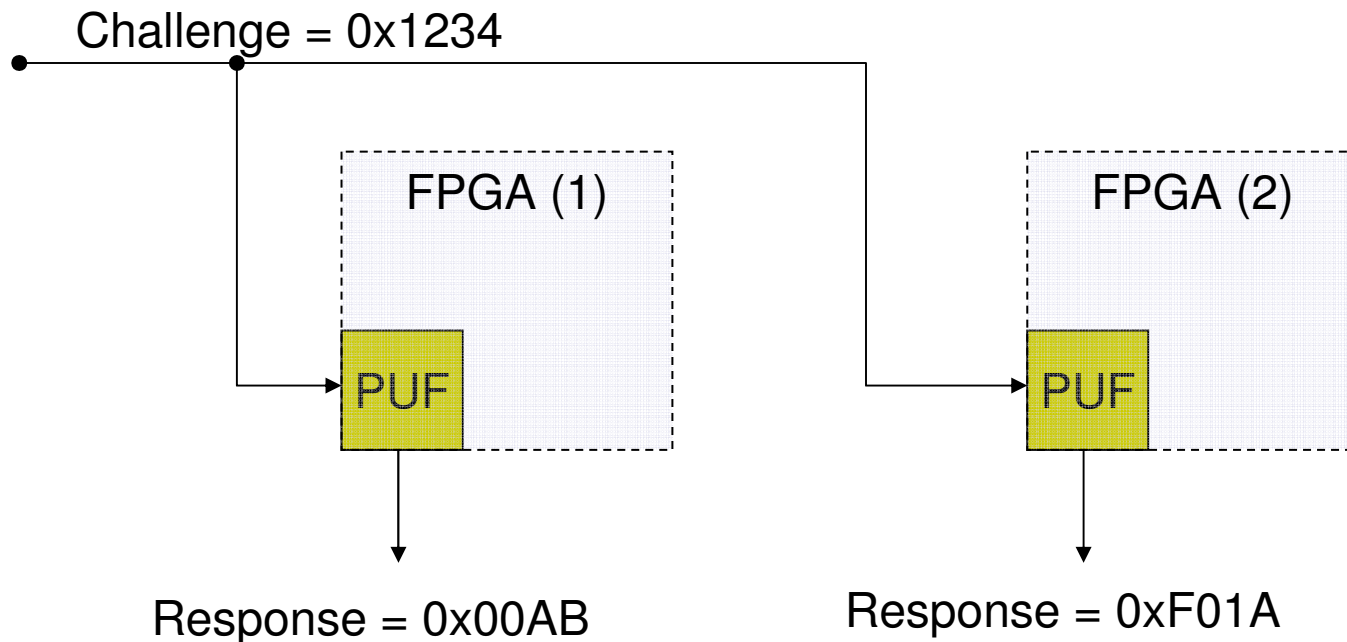 Challenge = 0x1234
FPGA (1)
FPGA (2)
PUF
PUF
Response = 0x00AB
Response = 0xF01A